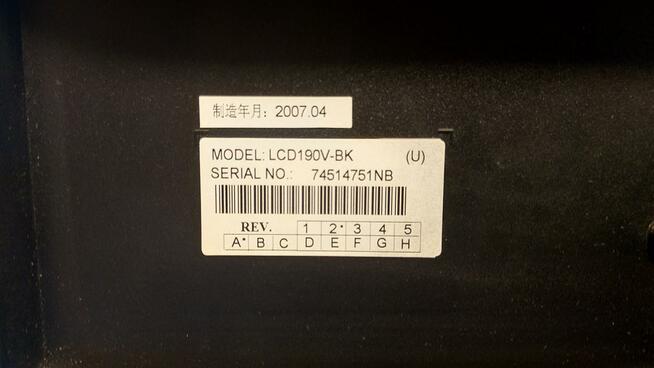 制造年月：2007.04
MODEL: LCD190V-BK (U)
SERIAL NO.: 74514751NB
REV. 1 2• 3 4 5
A• B C D E F G H